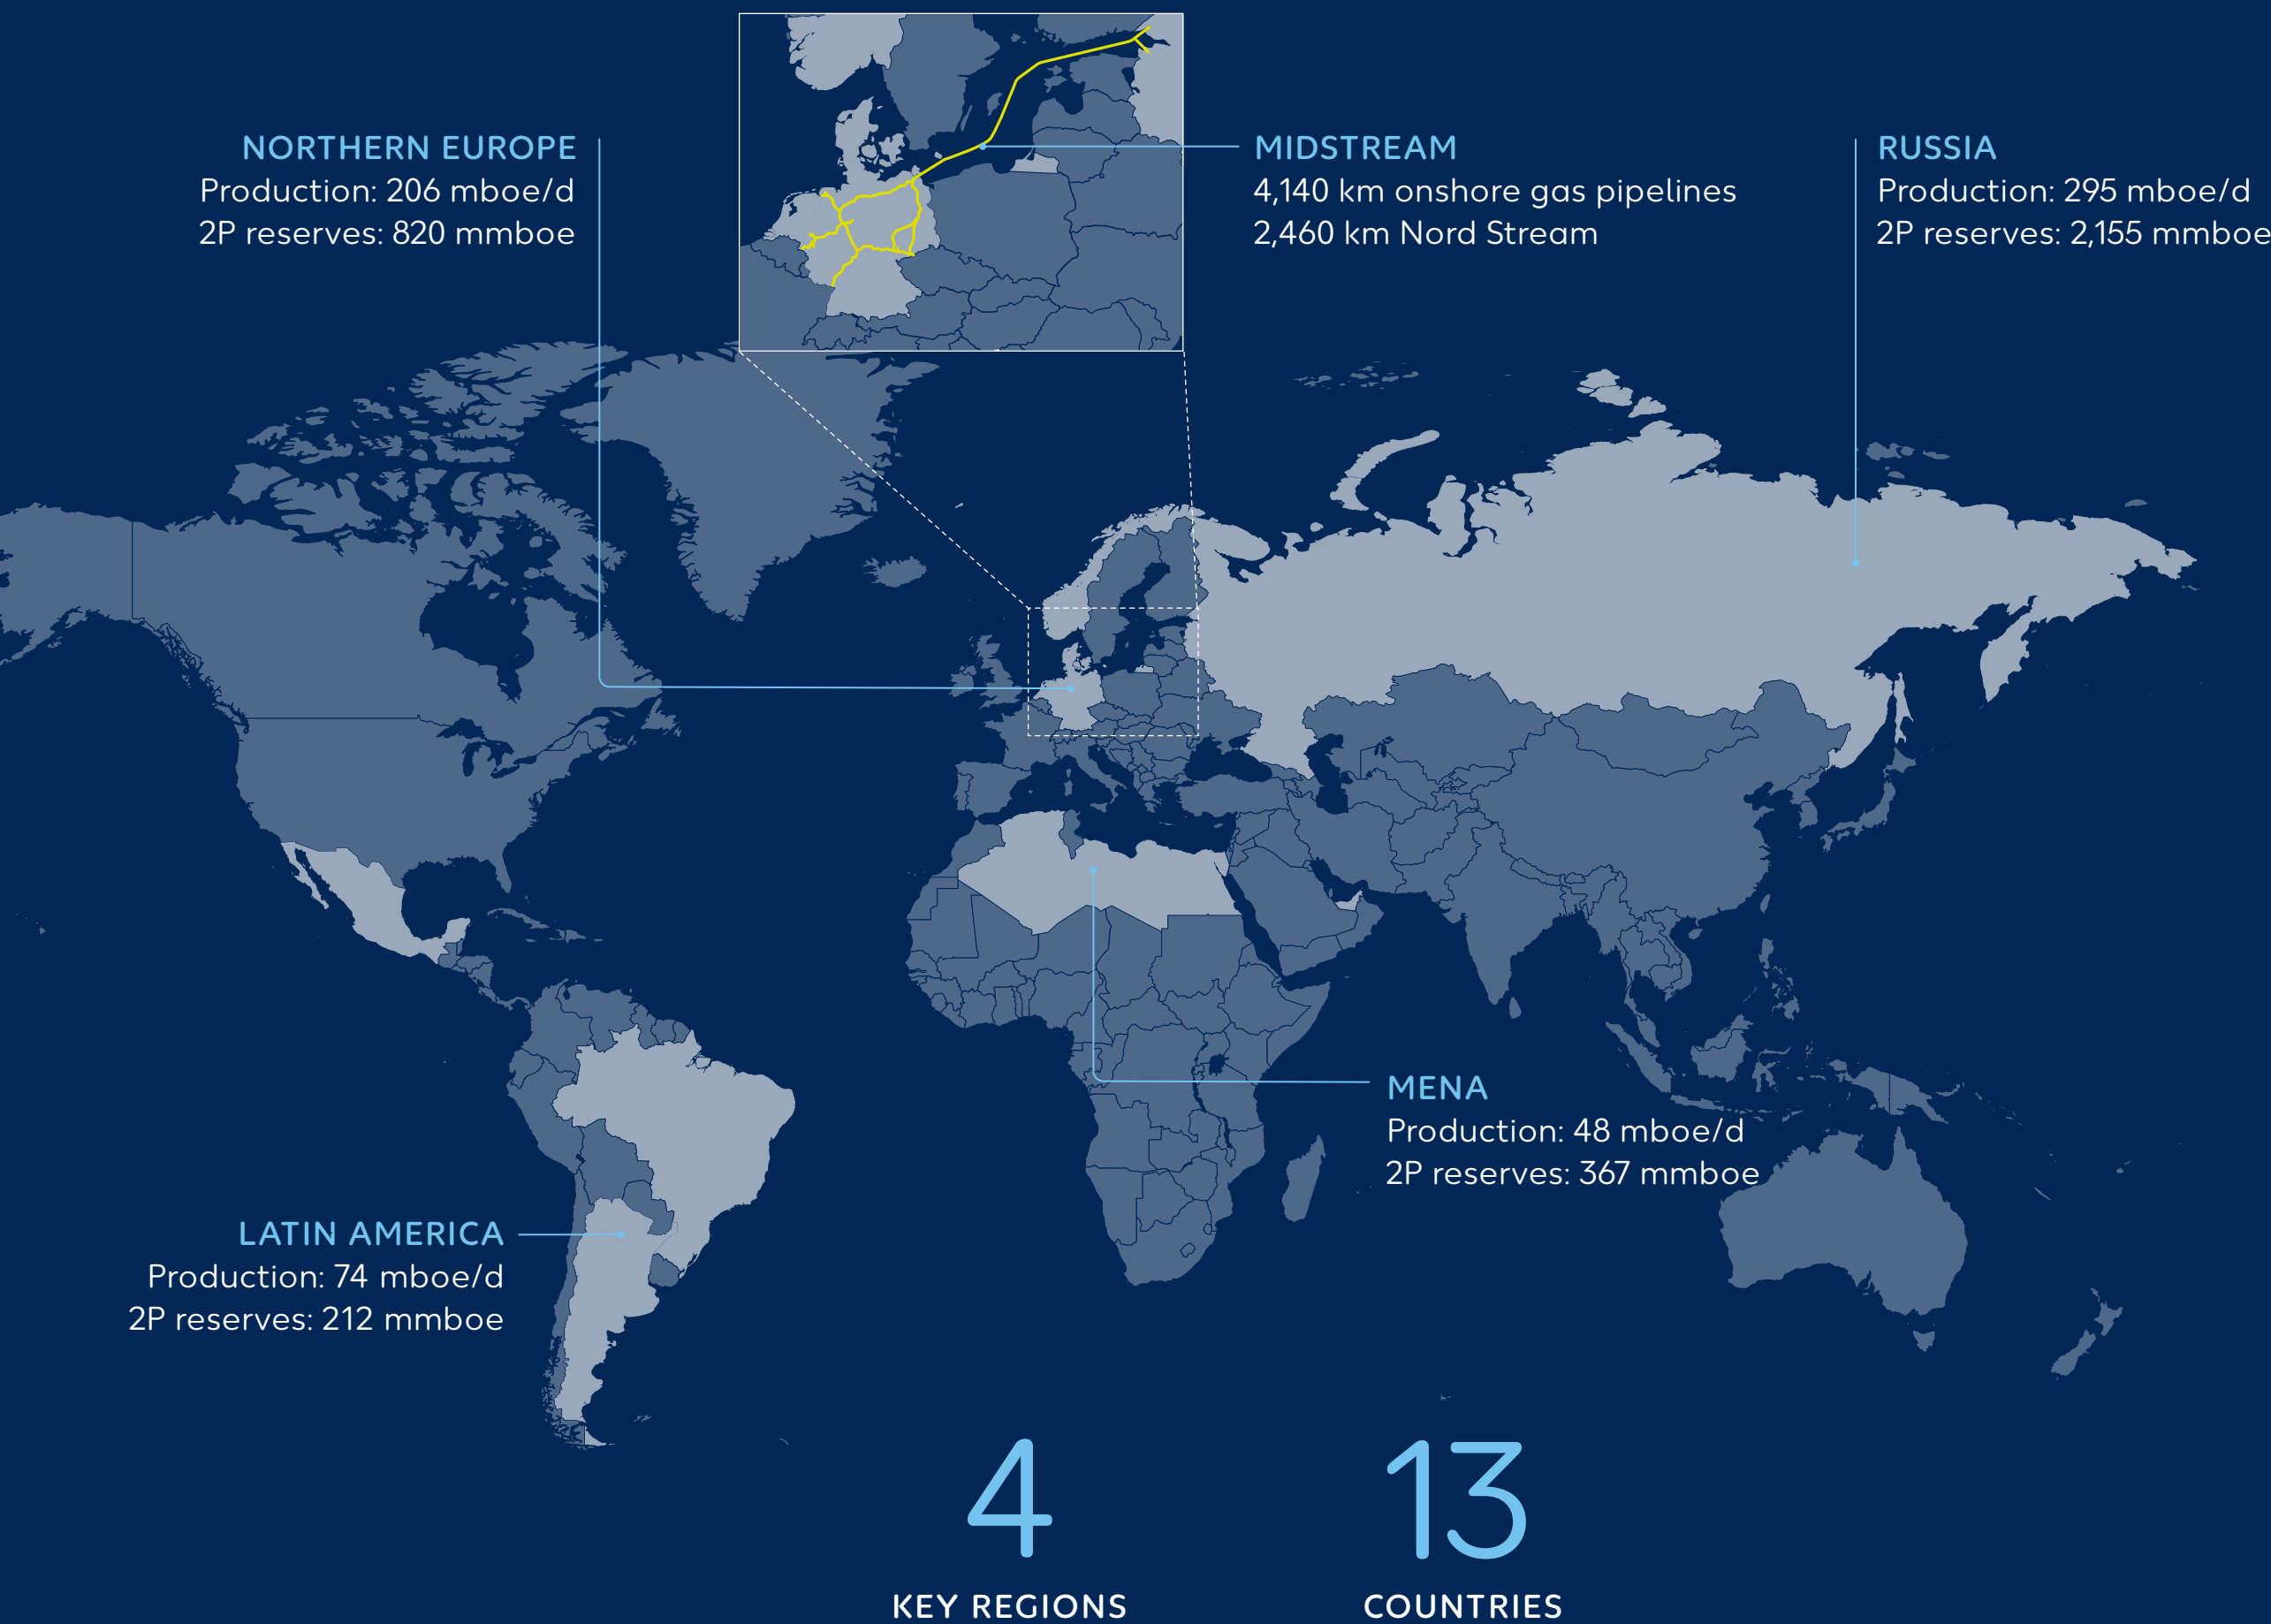 NORTHERN EUROPE
Production: 206 mboe/d
2P reserves: 820 mmboe
MIDSTREAM
4,140 km onshore gas pipelines
2,460 km Nord Stream
RUSSIA
Production: 295 mboe/d
2P reserves: 2,155 mmboe
MENA
Production: 48 mboe/d
2P reserves: 367 mmboe
LATIN AMERICA
Production: 74 mboe/d
2P reserves: 212 mmboe
4
KEY REGIONS
13
COUNTRIES